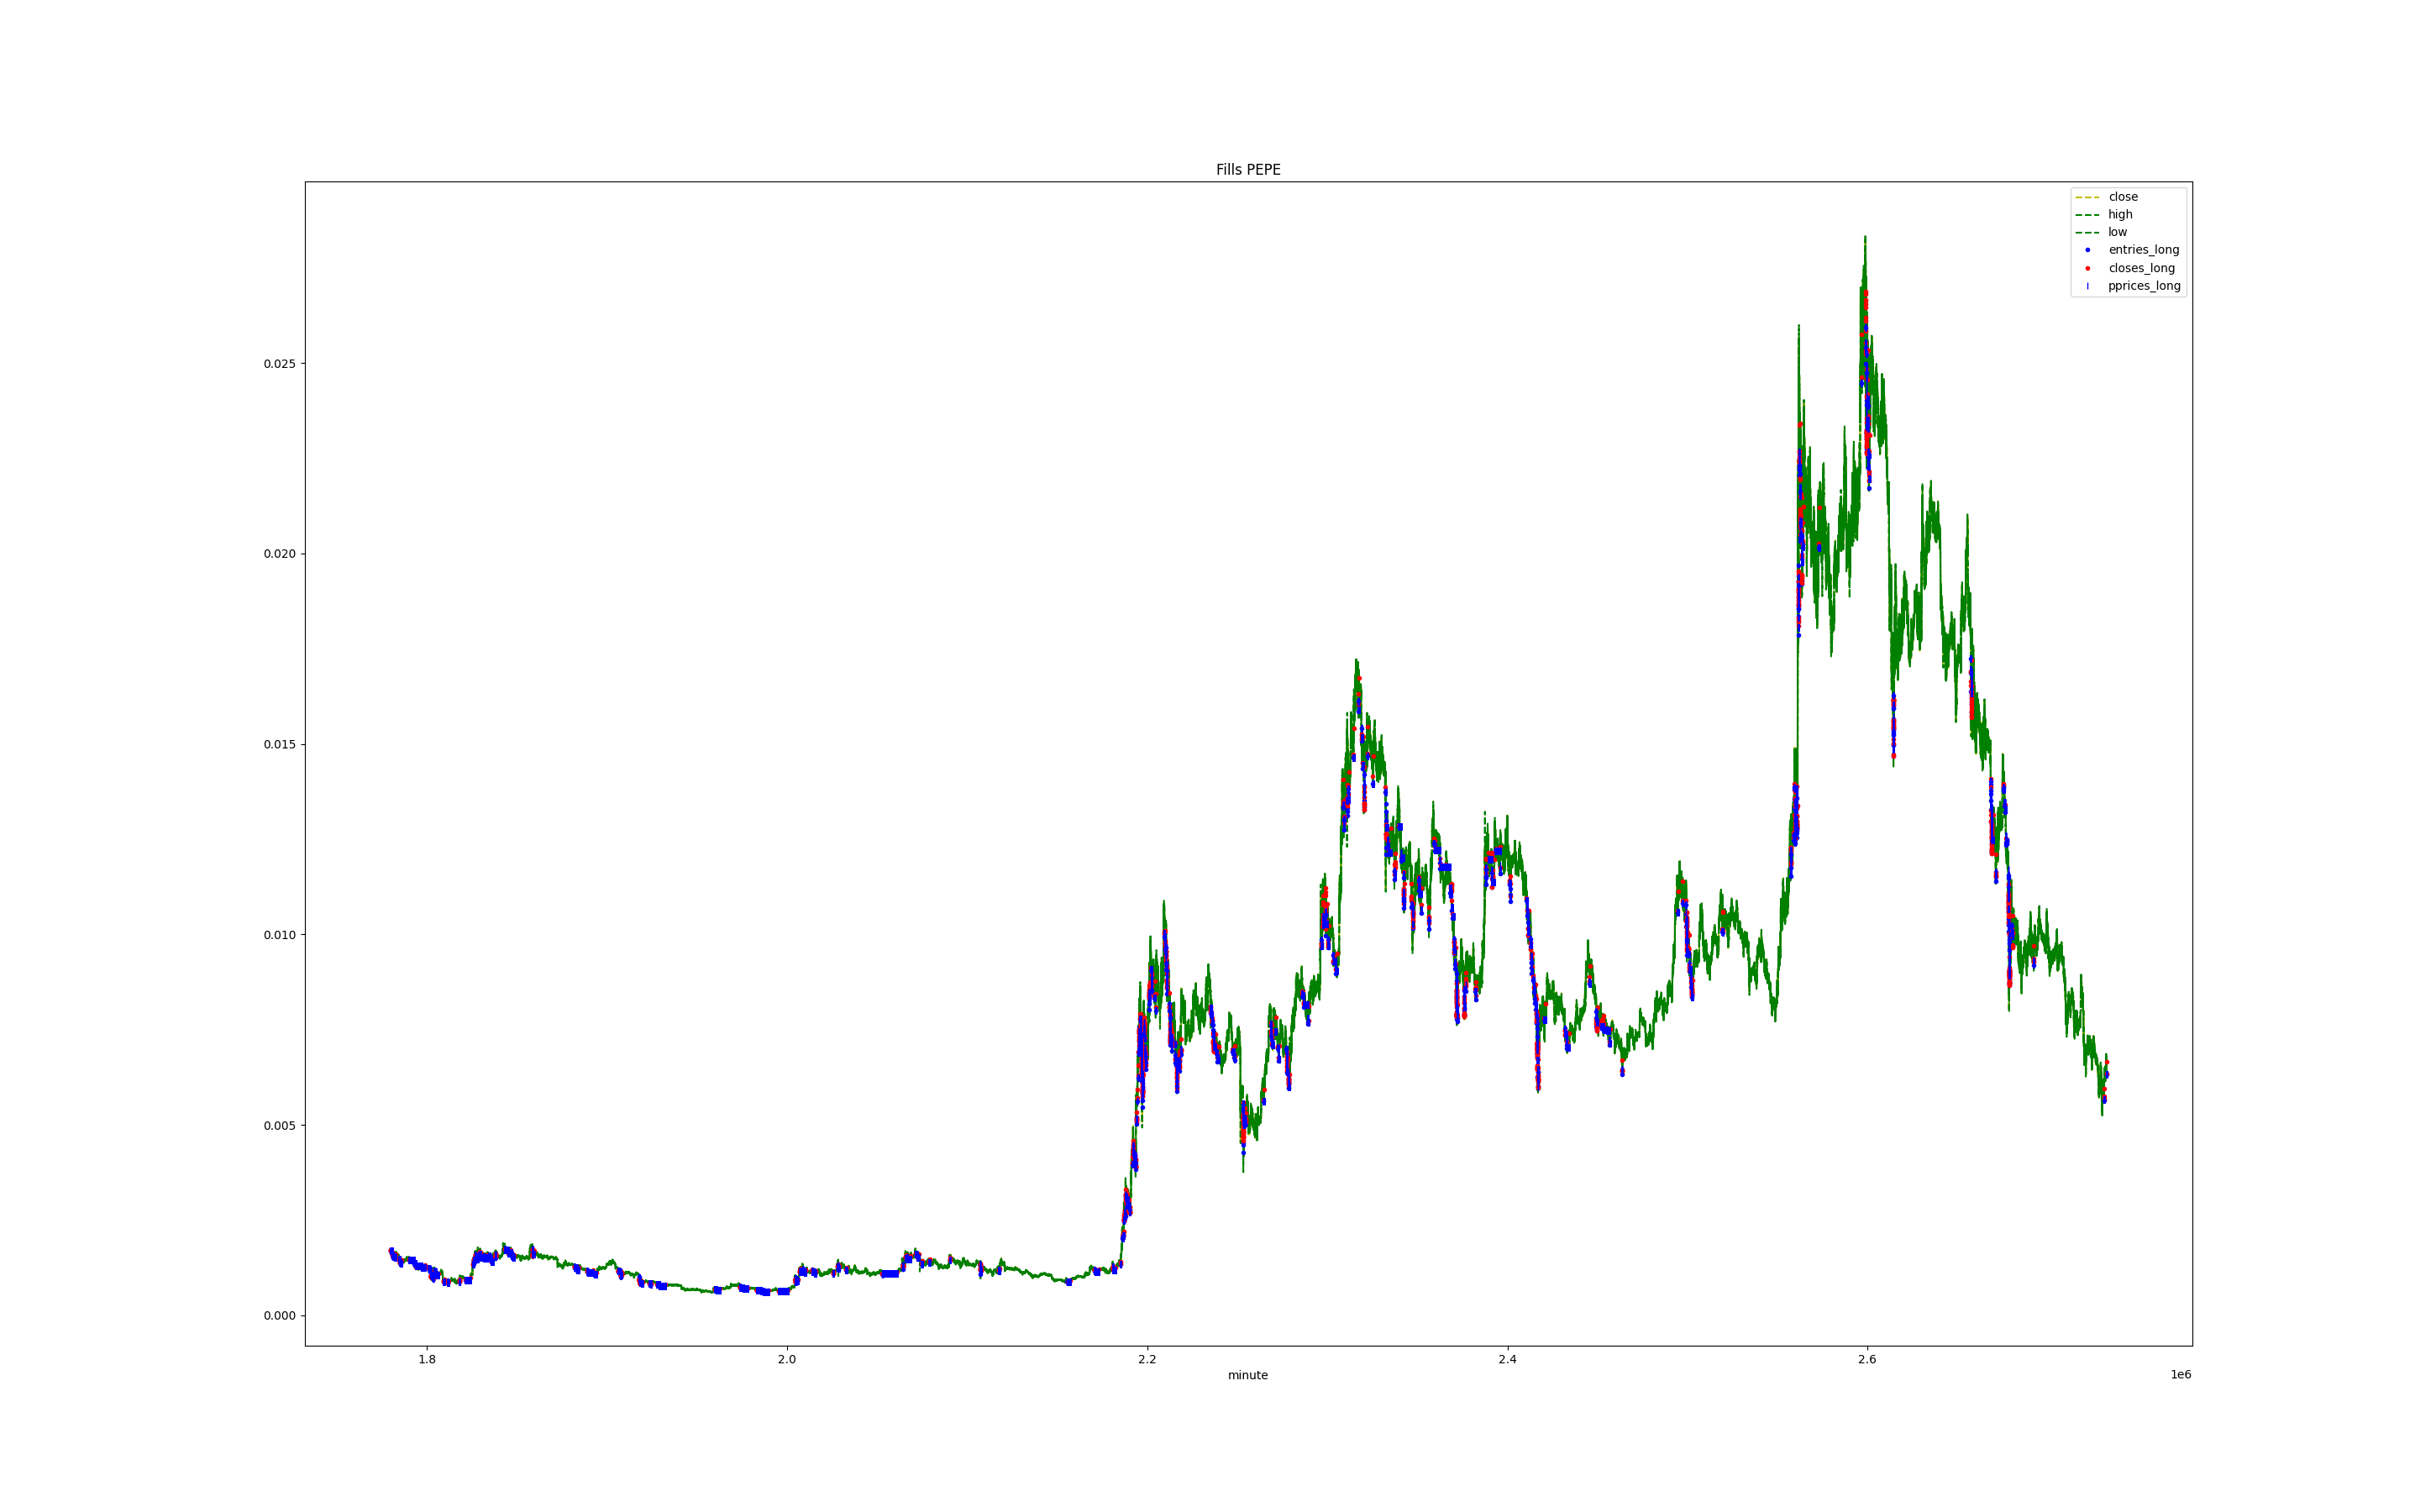 Fills PEPE
close
high
low
entries_long
closes_long
pprices_long
0.025
0.020
0.015
0.010
0.005
0.000
1.8 2.0 2.2 2.4 2.6
minute 1e6